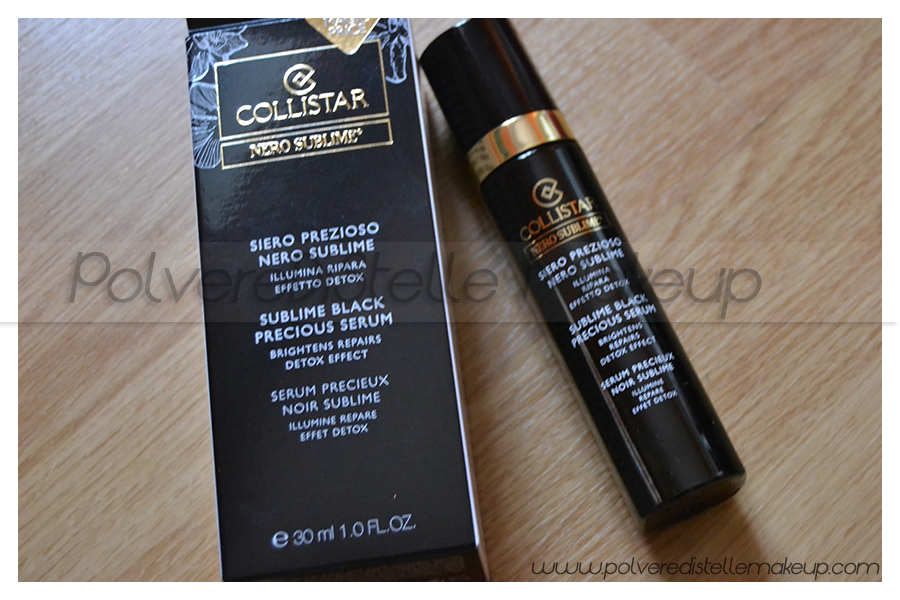 PRICE
COLLISTAR
NERO SUBLIME®
SIERO PREZIOSO
NERO SUBLIME
ILLUMINA RIPARA
EFFETTO DETOX
SUBLIME BLACK
PRECIOUS SERUM
BRIGHTENS REPAIRS
DETOX EFFECT
SERUM PRECIEUX
NOIR SUBLIME
ILLUMINE REPARE
EFFET DETOX
e 30 ml 1.0 FL.OZ.
COLLISTAR
NERO SUBLIME®
SIERO PREZIOSO
NERO SUBLIME
ILLUMINA
RIPARA
EFFETTO DETOX
SUBLIME BLACK
PRECIOUS SERUM
BRIGHTENS
REPAIRS
DETOX EFFECT
SERUM PRECIEUX
NOIR SUBLIME
ILLUMINE
REPARE
EFFET DETOX
Polveredistelle Makeup
www.polveredistellemakeup.com